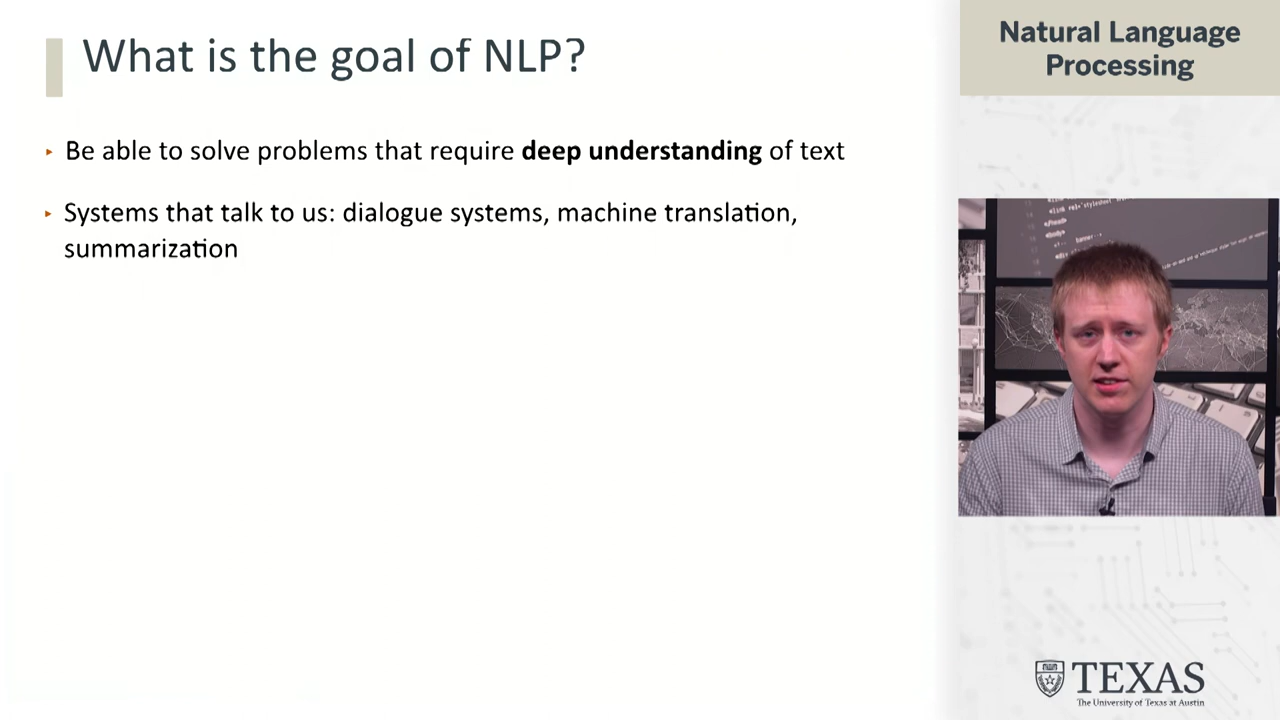 What is the goal of NLP?
Be able to solve problems that require deep understanding of text
Systems that talk to us: dialogue systems, machine translation,
summarization
Natural Language
Processing
TEXAS
The University of Texas at Austin